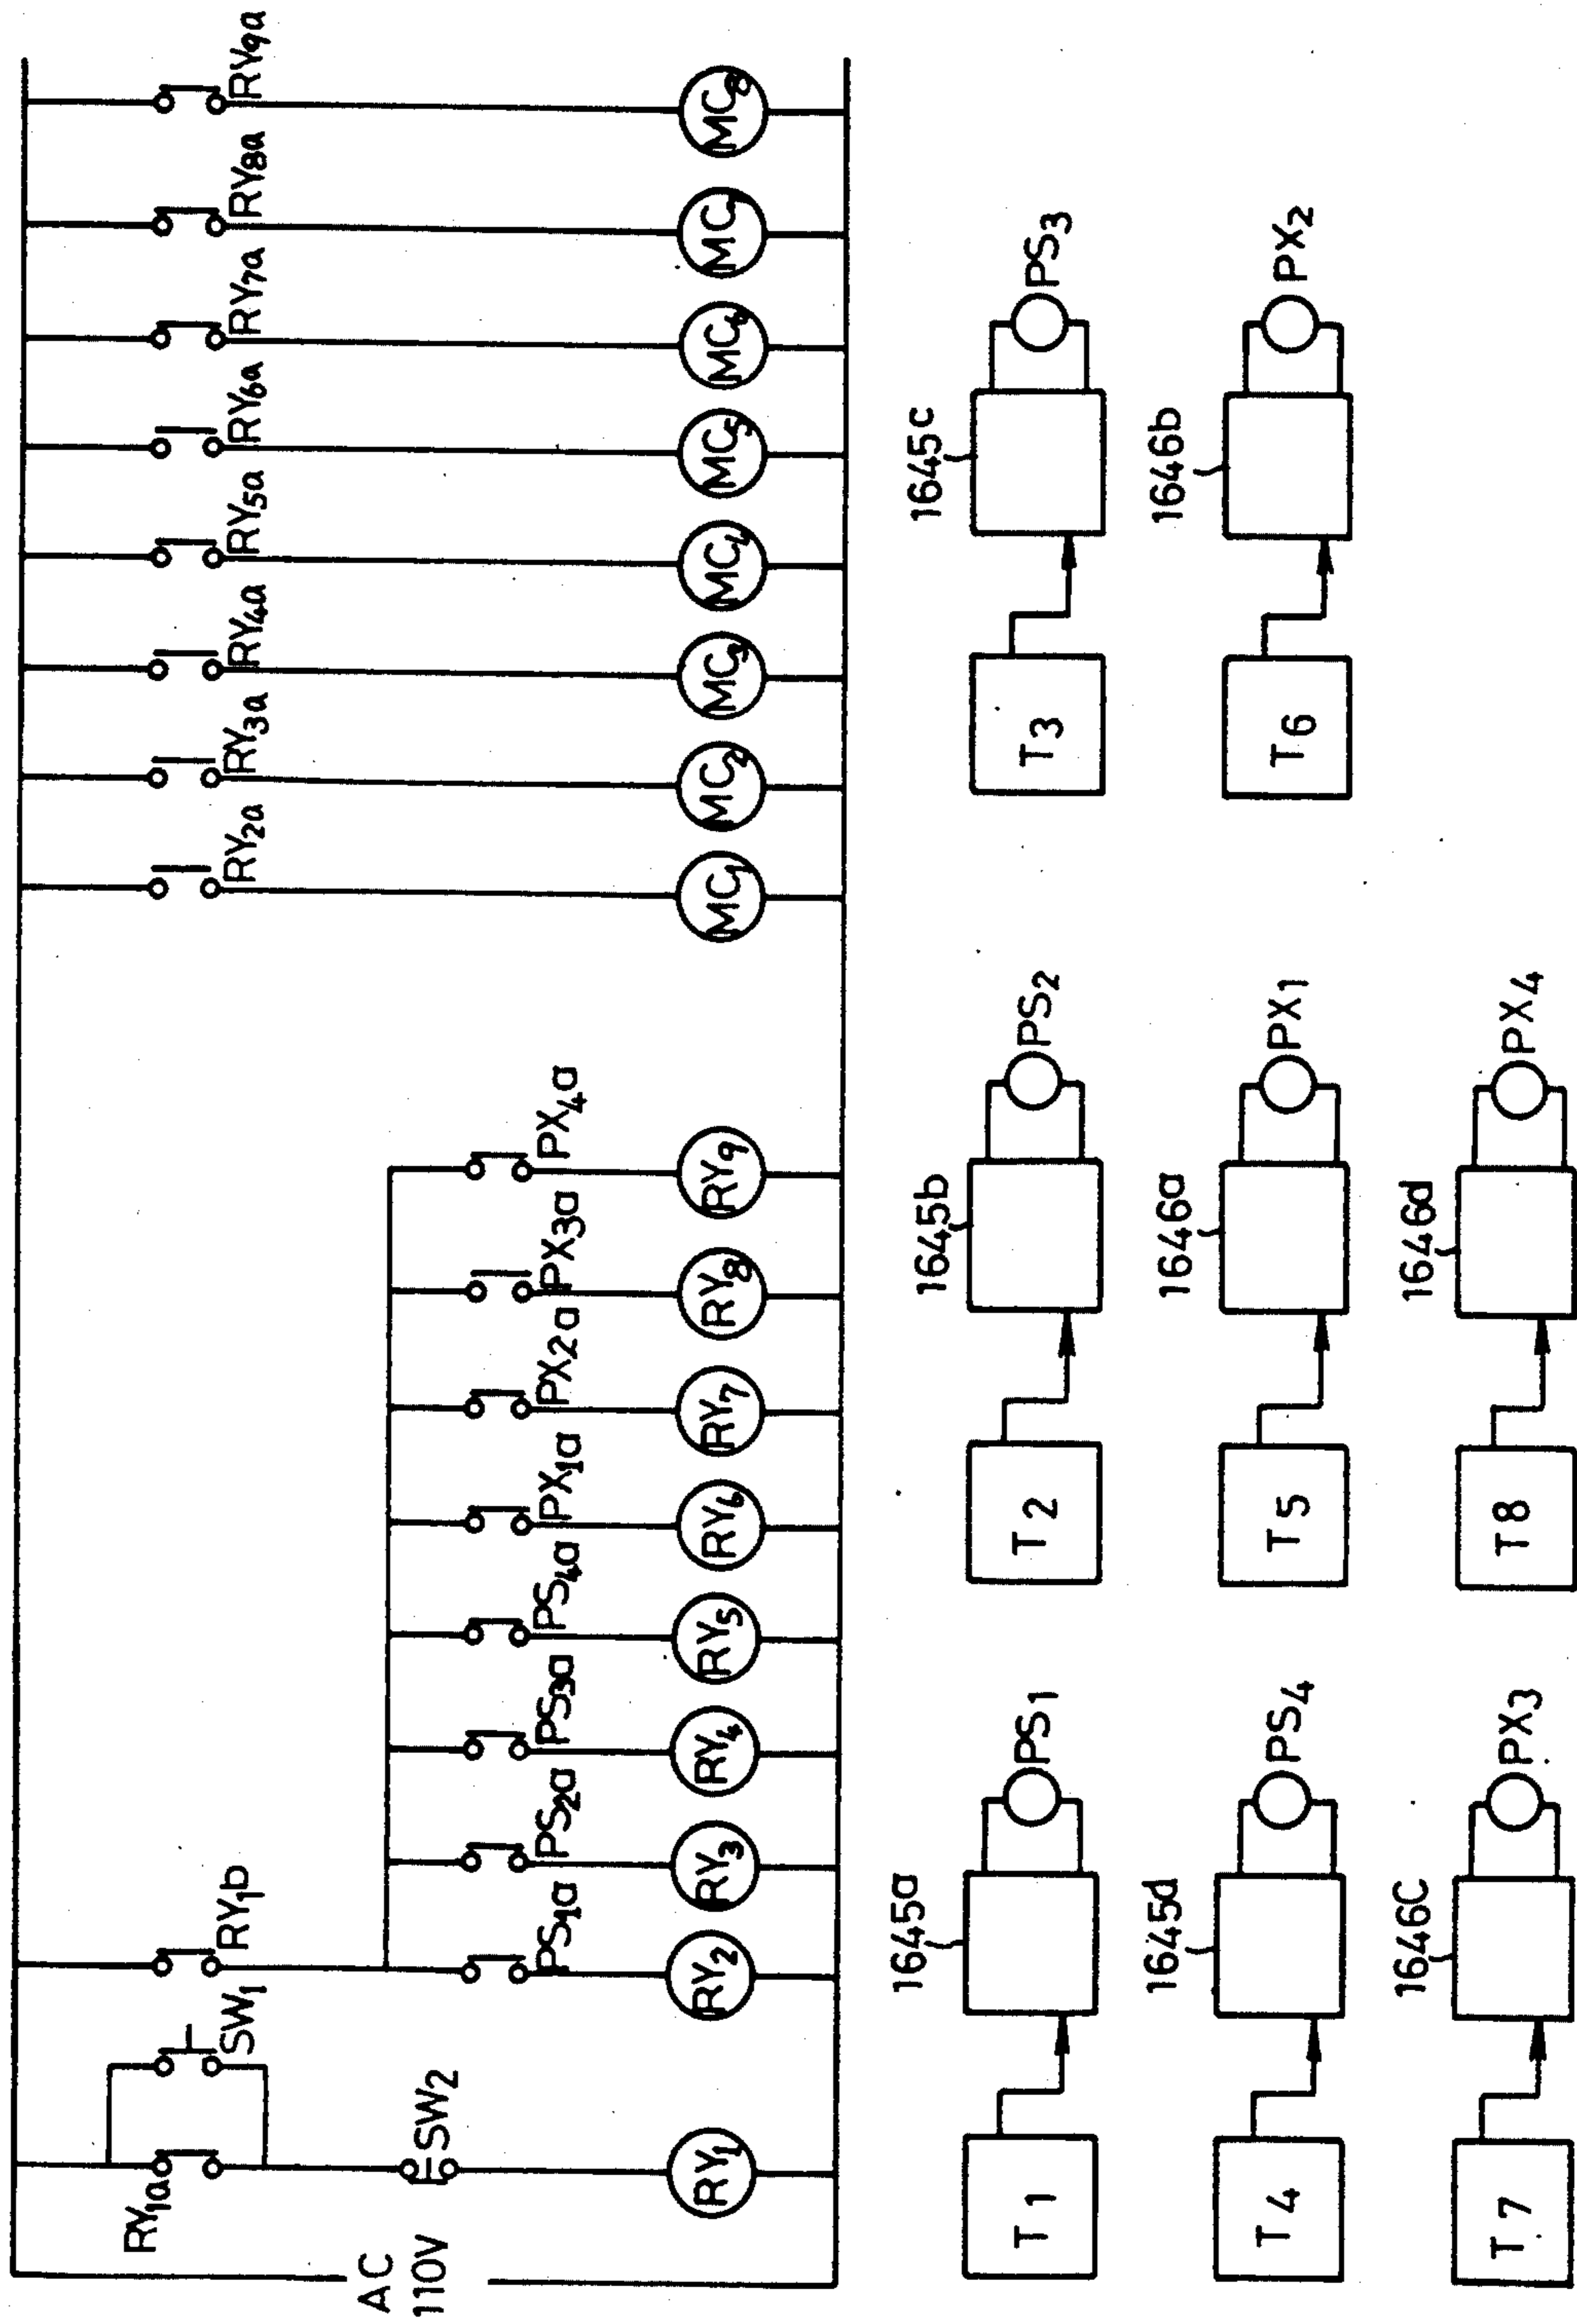 AC
110V
RY1a
SW1
SW2
RY1
RY1b
PS1a
PS2a
PS3a
PS4a
PX1a
PX2a
PX3a
PX4a
RY2
RY3
RY4
RY5
RY6
RY7
RY8
RY9
RY2a
RY3a
RY4a
RY5a
RY6a
RY7a
RY8a
RY9a
MC1
MC2
MC3
MC4
MC5
MC6
MC7
MC8
T1
1645a
PS1
T2
1645b
PS2
T3
1645c
PS3
T4
1645d
PS4
T5
1646a
PX1
T6
1646b
PX2
T7
1646C
PX3
T8
1646d
PX4